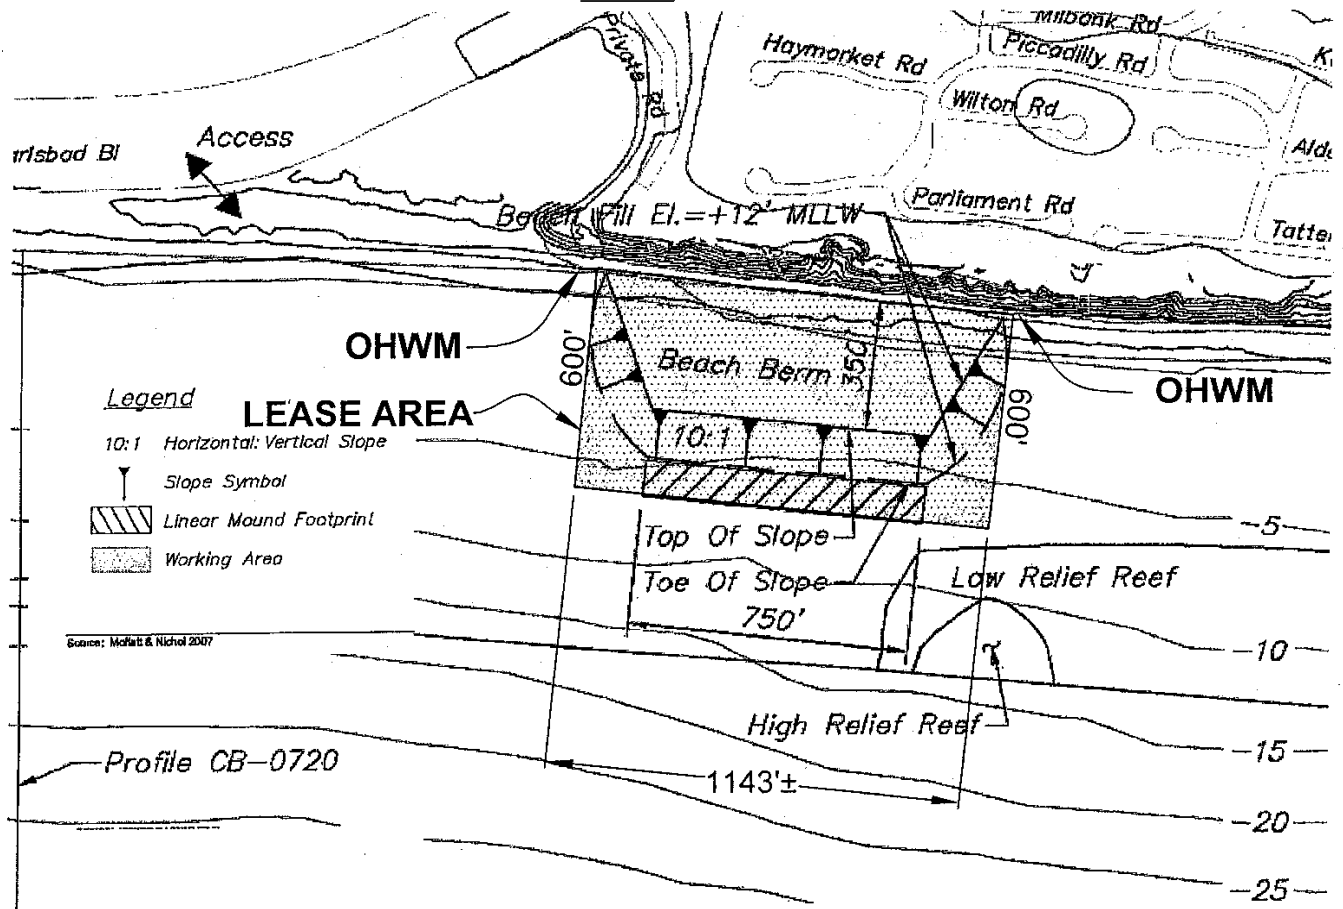 Milbank Rd
Haymarket Rd
Piccadilly Rd
Private Rd
Wilton Rd
Access
arlsbad Bl
Parliament Rd
Beach Fill El.=+12' MLLW
OHWM
600'
Beach Berm
350'
600'
OHWM
Legend
LEASE AREA
10:1 Horizontal: Vertical Slope
10:1
Slope Symbol
Linear Mound Footprint
Working Area
-5
Top Of Slope
Toe Of Slope
Low Relief Reef
750'
Source: Moffatt & Nichol 2007
-10
High Relief Reef
-15
Profile CB-0720
1143'±
-20
-25